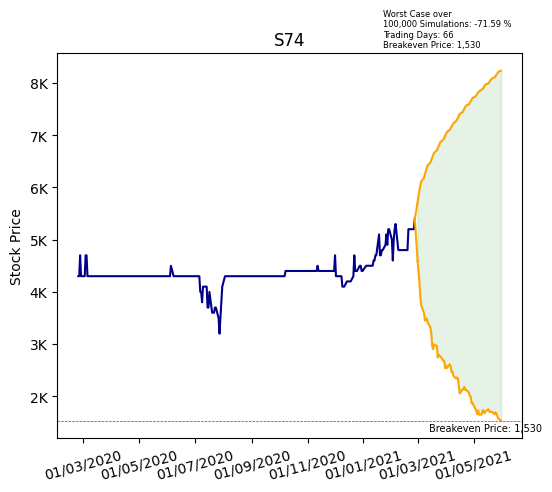 Worst Case over
100,000 Simulations: -71.59 %
Trading Days: 66
Breakeven Price: 1,530
S74
Stock Price
8K
7K
6K
5K
4K
3K
2K
Breakeven Price: 1,530
01/03/2020
01/05/2020
01/07/2020
01/09/2020
01/11/2020
01/01/2021
01/03/2021
01/05/2021